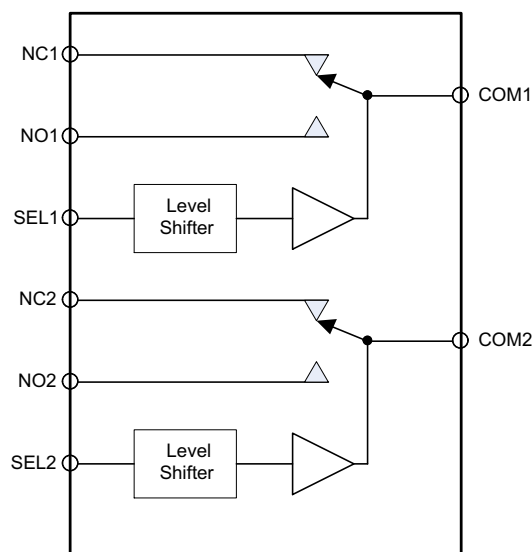 NC1
COM1
NO1
SEL1
Level
Shifter
NC2
COM2
NO2
SEL2
Level
Shifter